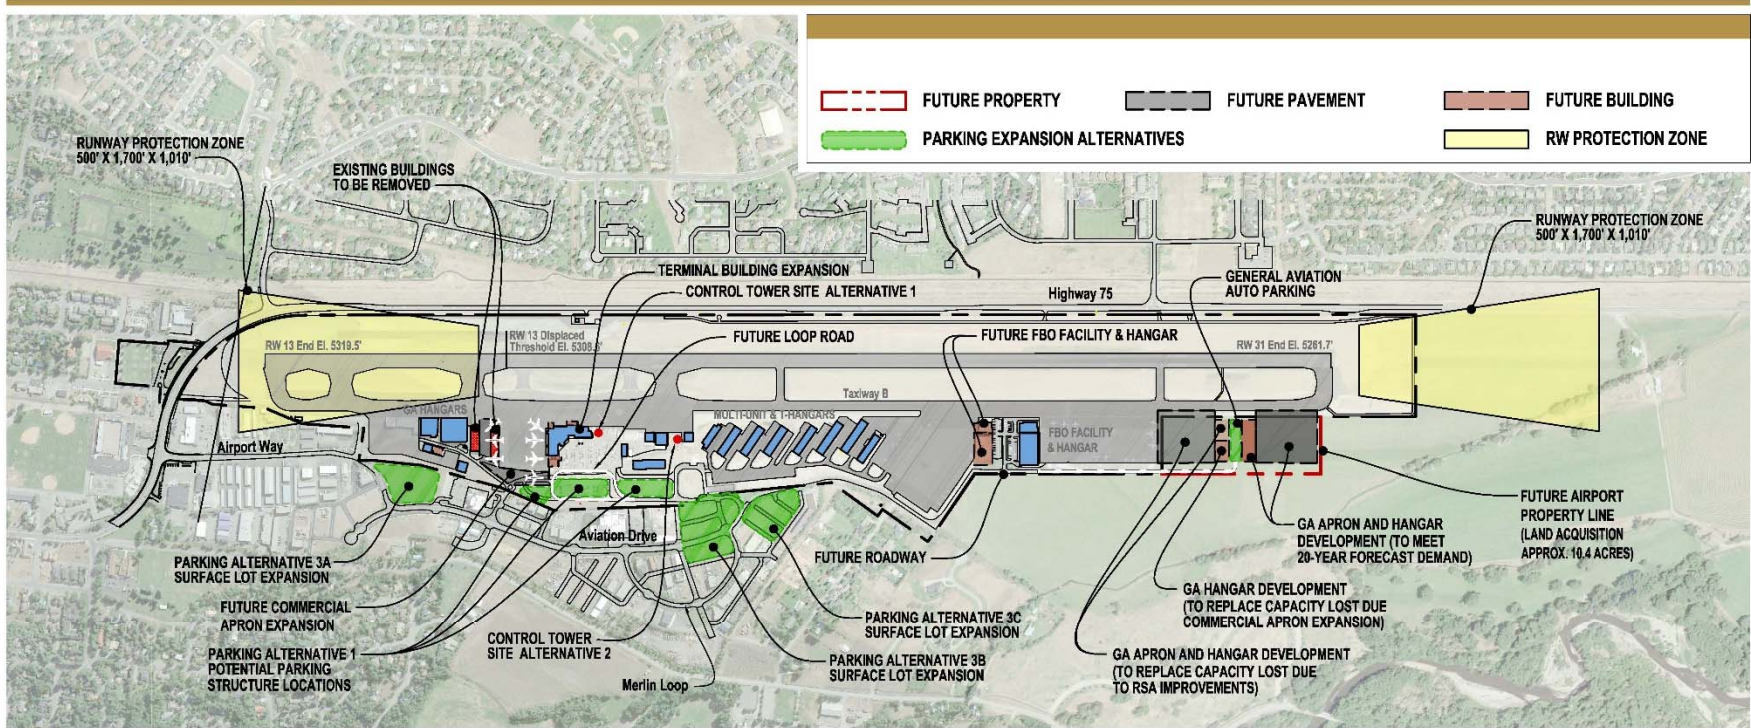 FUTURE PROPERTY
FUTURE PAVEMENT
FUTURE BUILDING
PARKING EXPANSION ALTERNATIVES
RW PROTECTION ZONE
RUNWAY PROTECTION ZONE
500' X 1,700' X 1,010'
EXISTING BUILDINGS
TO BE REMOVED
RUNWAY PROTECTION ZONE
500' X 1,700' X 1,010'
TERMINAL BUILDING EXPANSION
CONTROL TOWER SITE ALTERNATIVE 1
GENERAL AVIATION
AUTO PARKING
Highway 75
RW 13 End El. 5319.5'
RW 13 Displaced
Threshold El.
FUTURE LOOP ROAD
FUTURE FBO FACILITY & HANGAR
RW 31 End El. 5261.7'
Taxiway B
GA HANGARS
MULTI-UNIT & T-HANGARS
FBO FACILITY
& HANGAR
Airport Way
Aviation Drive
FUTURE ROADWAY
FUTURE AIRPORT
PROPERTY LINE
(LAND ACQUISITION
APPROX. 10.4 ACRES)
GA APRON AND HANGAR
DEVELOPMENT (TO MEET
20-YEAR FORECAST DEMAND)
PARKING ALTERNATIVE 3A
SURFACE LOT EXPANSION
FUTURE COMMERCIAL
APRON EXPANSION
GA HANGAR DEVELOPMENT
(TO REPLACE CAPACITY LOST DUE
COMMERCIAL APRON EXPANSION)
PARKING ALTERNATIVE 3C
SURFACE LOT EXPANSION
CONTROL TOWER
SITE ALTERNATIVE 2
PARKING ALTERNATIVE 1
POTENTIAL PARKING
STRUCTURE LOCATIONS
PARKING ALTERNATIVE 3B
SURFACE LOT EXPANSION
GA APRON AND HANGAR DEVELOPMENT
(TO REPLACE CAPACITY LOST DUE
TO RSA IMPROVEMENTS)
Merlin Loop